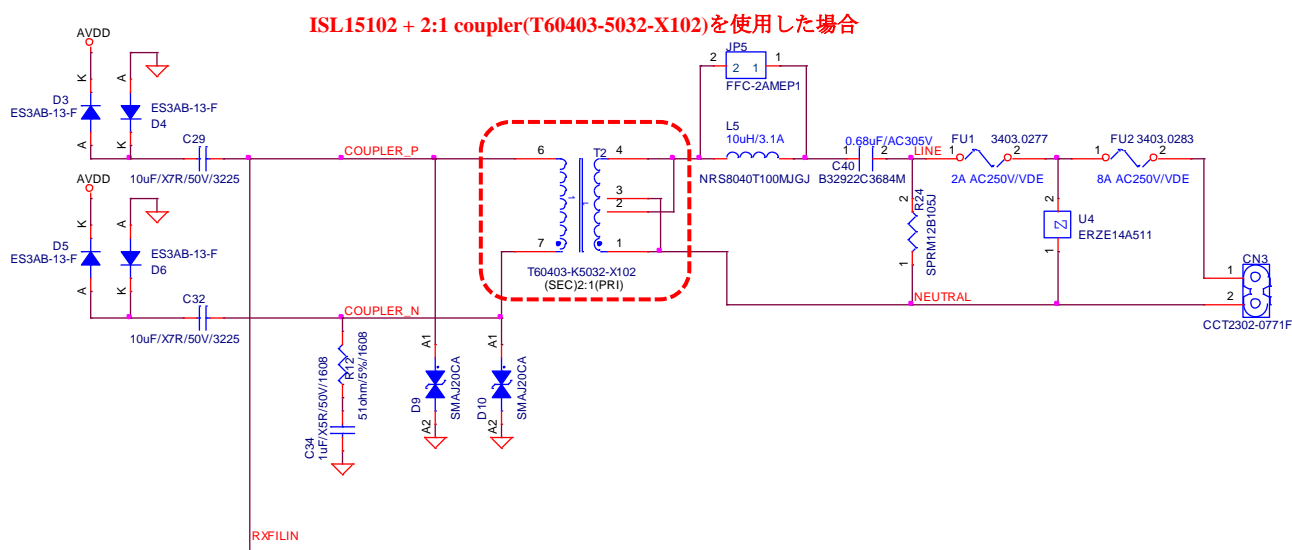 ISL15102 + 2:1 coupler(T60403-5032-X102)を使用した場合
AVDD
K
A
D3
ES3AB-13-F
ES3AB-13-F
D4
A
K
C29
10uF/X7R/50V/3225
COUPLER_P
AVDD
K
A
D5
ES3AB-13-F
ES3AB-13-F
D6
A
K
C32
10uF/X7R/50V/3225
COUPLER_N
R12
51ohm/5%/1608
C34
1uF/X5R/50V/1608
A1
D9
SMAJ20CA
A2
A1
D10
SMAJ20CA
A2
RXFILIN
6
7
T2
4
3
2
1
T60403-K5032-X102
(SEC)2:1(PRI)
JP5
2
2 1
1
FFC-2AMEP1
L5
10uH/3.1A
NRS8040T100MJGJ
0.68uF/AC305V
1
2
C40
B32922C3684M
LINE
FU1
3403.0277
1
2
2A AC250V/VDE
FU2 3403.0283
1
2
8A AC250V/VDE
2
R24
SPRM12B105J
1
NEUTRAL
2
Z
U4
ERZE14A511
1
CN3
1
2
CCT2302-0771F